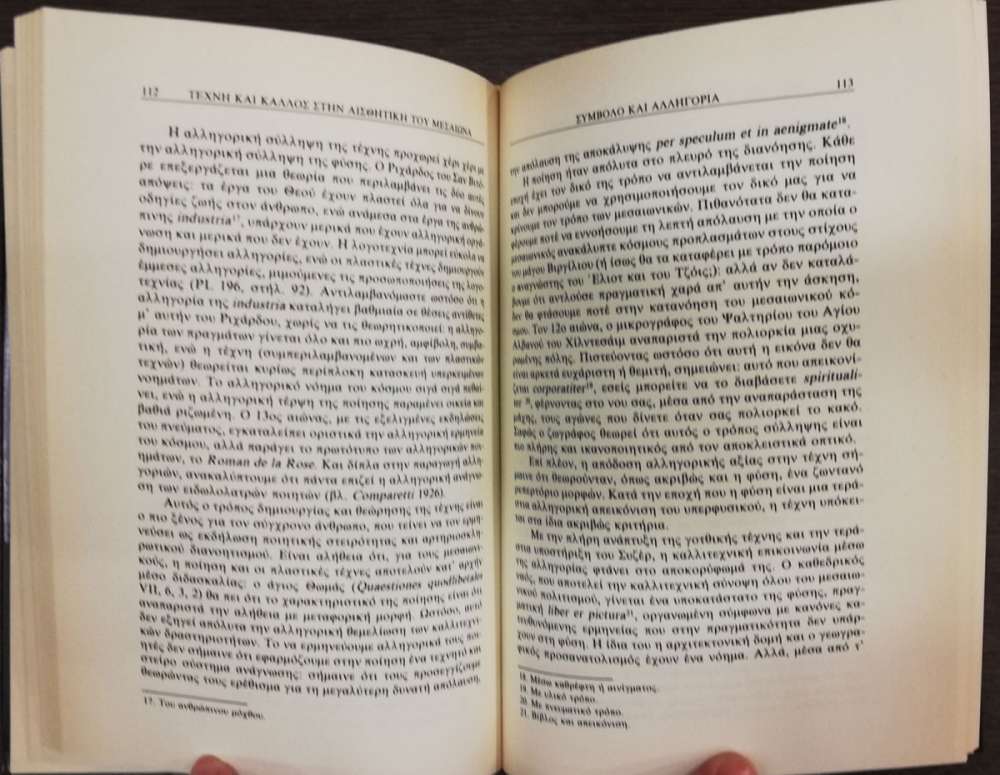 112 ΤΕΧΝΗ ΚΑΙ ΚΑΛΛΟΣ ΣΤΗΝ ΑΙΣΘΗΤΙΚΗ ΤΟΥ ΜΕΣΑΙΩΝΑ
Η αλληγορική σύλληψη της τέχνης προχωρεί χέρι χέρι με
την αλληγορική σύλληψη της φύσης. Ο Ριχάρδος του Σαν Βι
ρε επεξεργάζεται μια θεωρία που περιλαμβάνει τις δύο αυτές
απόψεις: τα έργα του Θεού έχουν πλαστεί όλα για να δίνουν
οδηγίες ζωής στον άνθρωπο, ενώ ανάμεσα στα έργα της ανθρώ-
πινης industria¹⁷, υπάρχουν μερικά που έχουν αλληγορική οργά-
νωση και μερικά που δεν έχουν. Η λογοτεχνία μπορεί εύκολα να
δημιουργήσει αλληγορίες, ενώ οι πλαστικές τέχνες δημιουργούν
έμμεσες αλληγορίες, μιμούμενες τις προσωποποιήσεις της λογο-
τεχνίας (PL 196, στήλ. 92). Αντιλαμβανόμαστε ωστόσο ότι η
αλληγορία της industria καταλήγει βαθμιαία σε θέσεις αντίθετες
μ' αυτήν του Ριχάρδου, χωρίς να τις θεωρητικοποιεί: η αλληγο-
ρία των πραγμάτων γίνεται όλο και πιο ωχρή, αμφίβολη, συμβα-
τική, ενώ η τέχνη (συμπεριλαμβανομένων και των πλαστικών
τεχνών) θεωρείται κυρίως περίπλοκη κατασκευή υπερκειμένων
νοημάτων. Το αλληγορικό νόημα του κόσμου σιγά σιγά πεθαί-
νει, ενώ η αλληγορική τέρψη της ποίησης παραμένει οικεία και
βαθιά ριζωμένη. Ο 13ος αιώνας, με τις εξελιγμένες εκδηλώσεις
του πνεύματος, εγκαταλείπει οριστικά την αλληγορική ερμηνεία
του κόσμου, αλλά παράγει το πρωτότυπο των αλληγορικών ποι-
ημάτων, το Roman de la Rose. Και δίπλα στην παραγωγή αλλη-
γοριών, ανακαλύπτουμε ότι πάντα επιζεί η αλληγορική ανάγνω-
ση των ειδωλολατρών ποιητών (βλ. Comparetti 1926).
Αυτός ο τρόπος δημιουργίας και θεώρησης της τέχνης είναι
ο πιο ξένος για τον σύγχρονο άνθρωπο, που τείνει να τον ερμη-
νεύσει ως εκδήλωση ποιητικής στειρότητας και αρτηριοσκλη-
ρωτικού διανοητισμού. Είναι αλήθεια ότι, για τους μεσαιωνι-
κούς, η ποίηση και οι πλαστικές τέχνες αποτελούν κατ' αρχήν
μέσο διδασκαλίας: ο άγιος Θωμάς (Quaestiones quodlibetales
VII, 6, 3, 2) θα πει ότι το χαρακτηριστικό της ποίησης είναι ότι
αναπαριστά την αλήθεια με μεταφορική μορφή. Ωστόσο, αυτό
δεν εξηγεί απόλυτα την αλληγορική θεμελίωση των καλλιτεχνι-
κών δραστηριοτήτων. Το να ερμηνεύουμε αλληγορικά τους ποι-
ητές δεν σήμαινε ότι εφαρμόζουμε στην ποίηση ένα τεχνητό και
στείρο σύστημα ανάγνωσης: σήμαινε ότι τους προσεγγίζουμε
θεωρώντας τους ερέθισμα για τη μεγαλύτερη δυνατή απόλαυση,
17. Του ανθρώπινου μόχθου.
ΣΥΜΒΟΛΟ ΚΑΙ ΑΛΛΗΓΟΡΙΑ 113
την απόλαυση της αποκάλυψης per speculum et in aenigmate¹⁸.
Η ποίηση ήταν απόλυτα στο πλευρό της διανόησης. Κάθε
εποχή έχει τον δικό της τρόπο να αντιλαμβάνεται την ποίηση
και δεν μπορούμε να χρησιμοποιήσουμε τον δικό μας για να
κρίνουμε τον τρόπο των μεσαιωνικών. Πιθανότατα δεν θα κατα-
φέρουμε ποτέ να εννοήσουμε τη λεπτή απόλαυση με την οποία ο
μεσαιωνικός ανακάλυπτε κόσμους προπλασμάτων στους στίχους
του μάγου Βιργίλιου (ή ίσως θα τα καταφέρει με τρόπο παρόμοιο
ο αναγνώστης του Έλιοτ και του Τζόις;): αλλά αν δεν καταλά-
βουμε ότι αντλούσε πραγματική χαρά απ' αυτήν την άσκηση,
δεν θα φτάσουμε ποτέ στην κατανόηση του μεσαιωνικού κό-
σμου. Τον 12ο αιώνα, ο μικρογράφος του Ψαλτηρίου του Αγίου
Αλβανού του Χίλντεσαϊμ αναπαριστά την πολιορκία μιας οχυ-
ρωμένης πόλης. Πιστεύοντας ωστόσο ότι αυτή η εικόνα δεν θα
είναι αρκετά ευχάριστη ή θεμιτή, σημειώνει: αυτό που απεικονί-
ζεται corporaliter¹⁹, εσείς μπορείτε να το διαβάσετε spirituali-
ter ²⁰, φέρνοντας στο νου σας, μέσα από την αναπαράσταση της
μάχης, τους αγώνες που δίνετε όταν σας πολιορκεί το κακό.
Σαφώς ο ζωγράφος θεωρεί ότι αυτός ο τρόπος σύλληψης είναι
πιο πλήρης και ικανοποιητικός από τον αποκλειστικά οπτικό.
Επί πλέον, η απόδοση αλληγορικής αξίας στην τέχνη σή-
μαινε ότι θεωρούνταν, όπως ακριβώς και η φύση, ένα ζωντανό
ρεπερτόριο μορφών. Κατά την εποχή που η φύση είναι μια τερά-
στια αλληγορική απεικόνιση του υπερφυσικού, η τέχνη υπόκει-
ται στα ίδια ακριβώς κριτήρια.
Με την πλήρη ανάπτυξη της γοτθικής τέχνης και την τερά-
στια υποστήριξη του Συζέρ, η καλλιτεχνική επικοινωνία μέσω
της αλληγορίας φτάνει στο αποκορύφωμά της. Ο καθεδρικός
ναός, που αποτελεί την καλλιτεχνική σύνοψη όλου του μεσαιω-
νικού πολιτισμού, γίνεται ένα υποκατάστατο της φύσης, πραγ-
ματική liber et pictura²¹, οργανωμένη σύμφωνα με κανόνες κα-
τευθυνόμενης ερμηνείας που στην πραγματικότητα δεν υπάρ-
χουν στη φύση. Η ίδια του η αρχιτεκτονική δομή και ο γεωγρα-
φικός προσανατολισμός έχουν ένα νόημα. Αλλά, μέσα από τ'
18. Μέσω καθρέφτη ή αινίγματος.
19. Με υλικό τρόπο.
20. Με πνευματικό τρόπο.
21. Βίβλος και απεικόνιση.